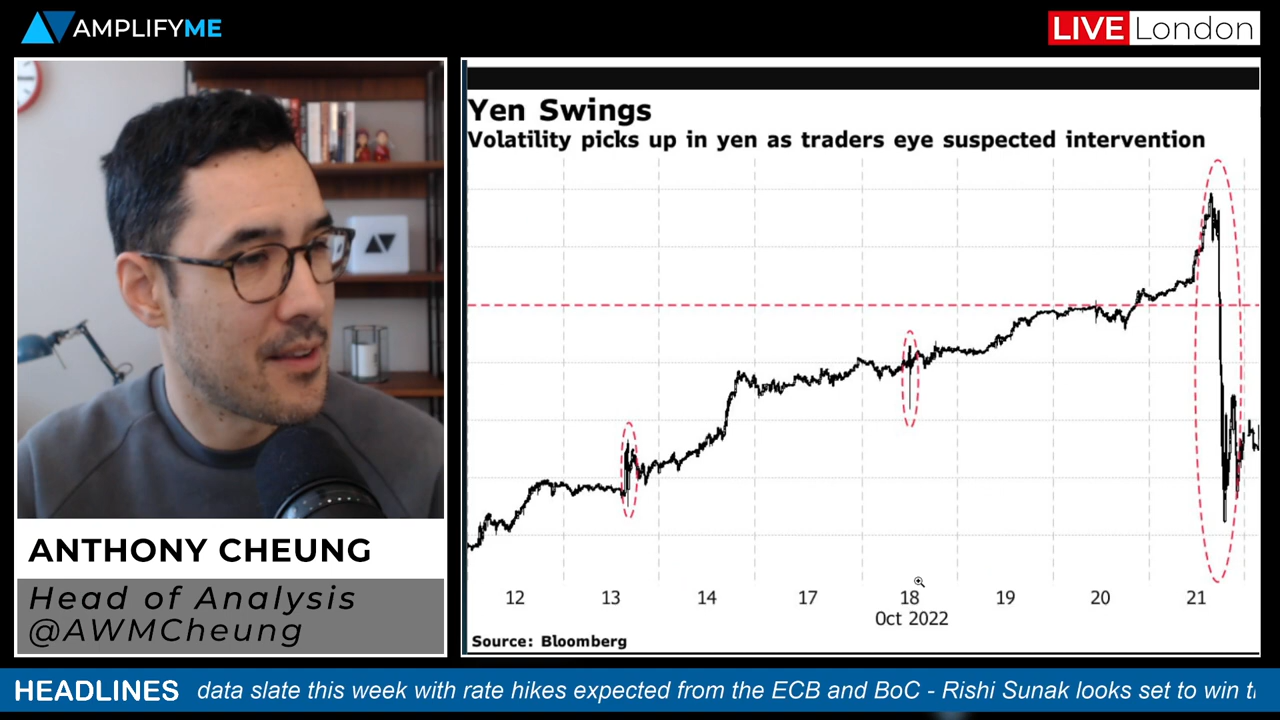 AMPLIFYME
LIVE London
Yen Swings
Volatility picks up in yen as traders eye suspected intervention
12 13 14 17 18 19 20 21
Oct 2022
Source: Bloomberg
ANTHONY CHEUNG
Head of Analysis
@AWMCheung
HEADLINES data slate this week with rate hikes expected from the ECB and BoC - Rishi Sunak looks set to win